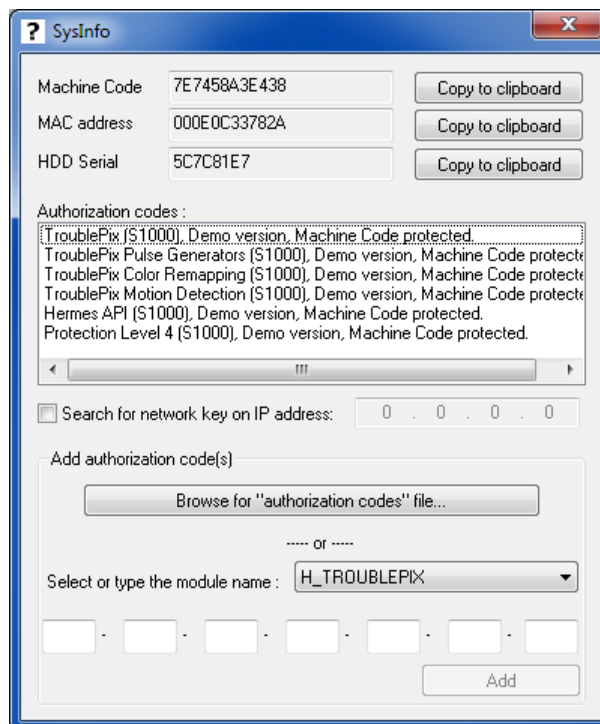 ? SysInfo
Machine Code 7E7458A3E438 Copy to clipboard
MAC address 000E0C33782A Copy to clipboard
HDD Serial 5C7C81E7 Copy to clipboard
Authorization codes :
TroublePix (S1000), Demo version, Machine Code protected.
TroublePix Pulse Generators (S1000), Demo version, Machine Code protecte
TroublePix Color Remapping (S1000), Demo version, Machine Code protecte
TroublePix Motion Detection (S1000), Demo version, Machine Code protecte
Hermes API (S1000), Demo version, Machine Code protected.
Protection Level 4 (S1000), Demo version, Machine Code protected.
Search for network key on IP address: 0 . 0 . 0 . 0
Add authorization code(s)
Browse for "authorization codes" file...
----- or -----
Select or type the module name : H_TROUBLEPIX
- - - - - -
Add